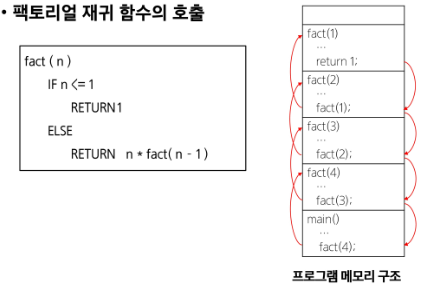 • 팩토리얼 재귀 함수의 호출
fact ( n )
IF n <= 1
RETURN1
ELSE
RETURN n * fact( n - 1 )
fact(1)
...
return 1;
fact(2)
...
fact(1);
fact(3)
...
fact(2);
fact(4)
...
fact(3);
main()
...
fact(4);
프로그램 메모리 구조